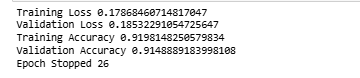 Training Loss 0.17868460714817047
Validation Loss 0.18532291054725647
Training Accuracy 0.9198148250579834
Validation Accuracy 0.9148889183998108
Epoch Stopped 26